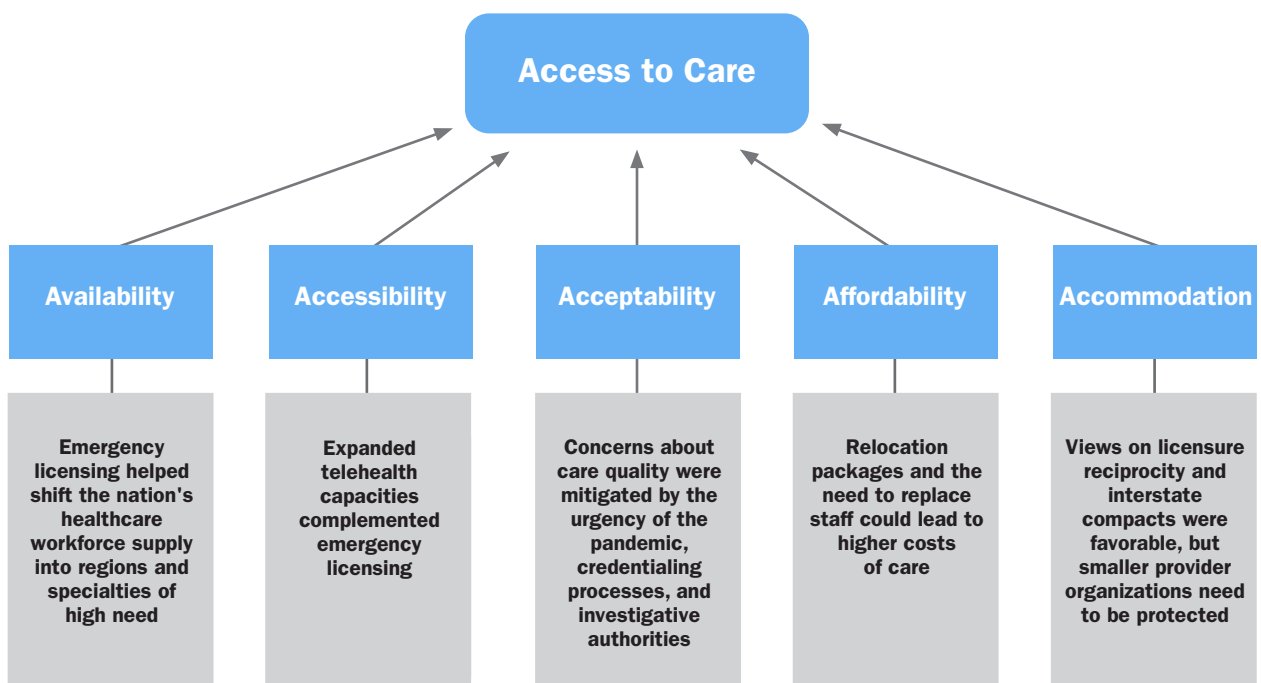 Access to Care
Availability
Accessibility
Acceptability
Affordability
Accommodation
Emergency
licensing helped
shift the nation's
healthcare
workforce supply
into regions and
specialties of
high need
Expanded
telehealth
capacities
complemented
emergency
licensing
Concerns about
care quality were
mitigated by the
urgency of the
pandemic,
credentialing
processes, and
investigative
authorities
Relocation
packages and the
need to replace
staff could lead to
higher costs
of care
Views on licensure
reciprocity and
interstate
compacts were
favorable, but
smaller provider
organizations need
to be protected